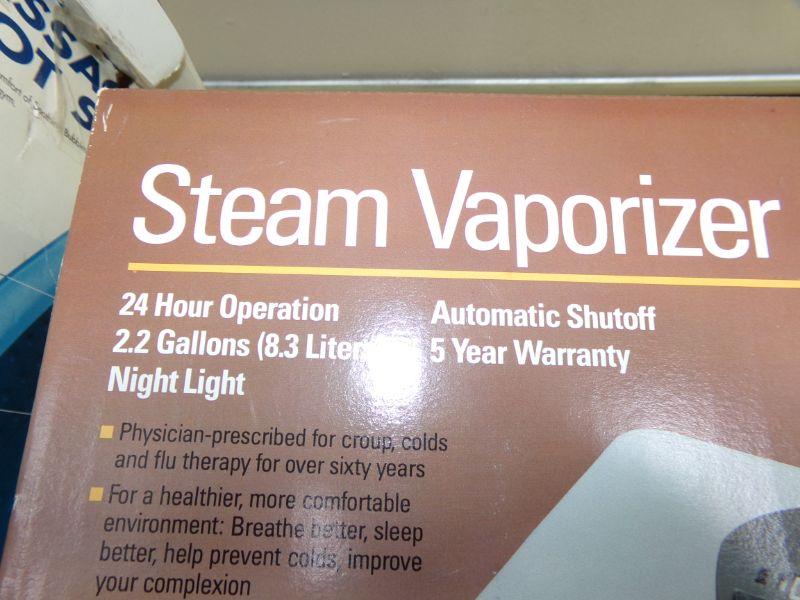 Steam Vaporizer
24 Hour Operation
2.2 Gallons (8.3 Liter
Night Light
Automatic Shutoff
5 Year Warranty
Physician-prescribed for croup, colds
and flu therapy for over sixty years
For a healthier, more comfortable
environment: Breathe better, sleep
better, help prevent colds, improve
your complexion